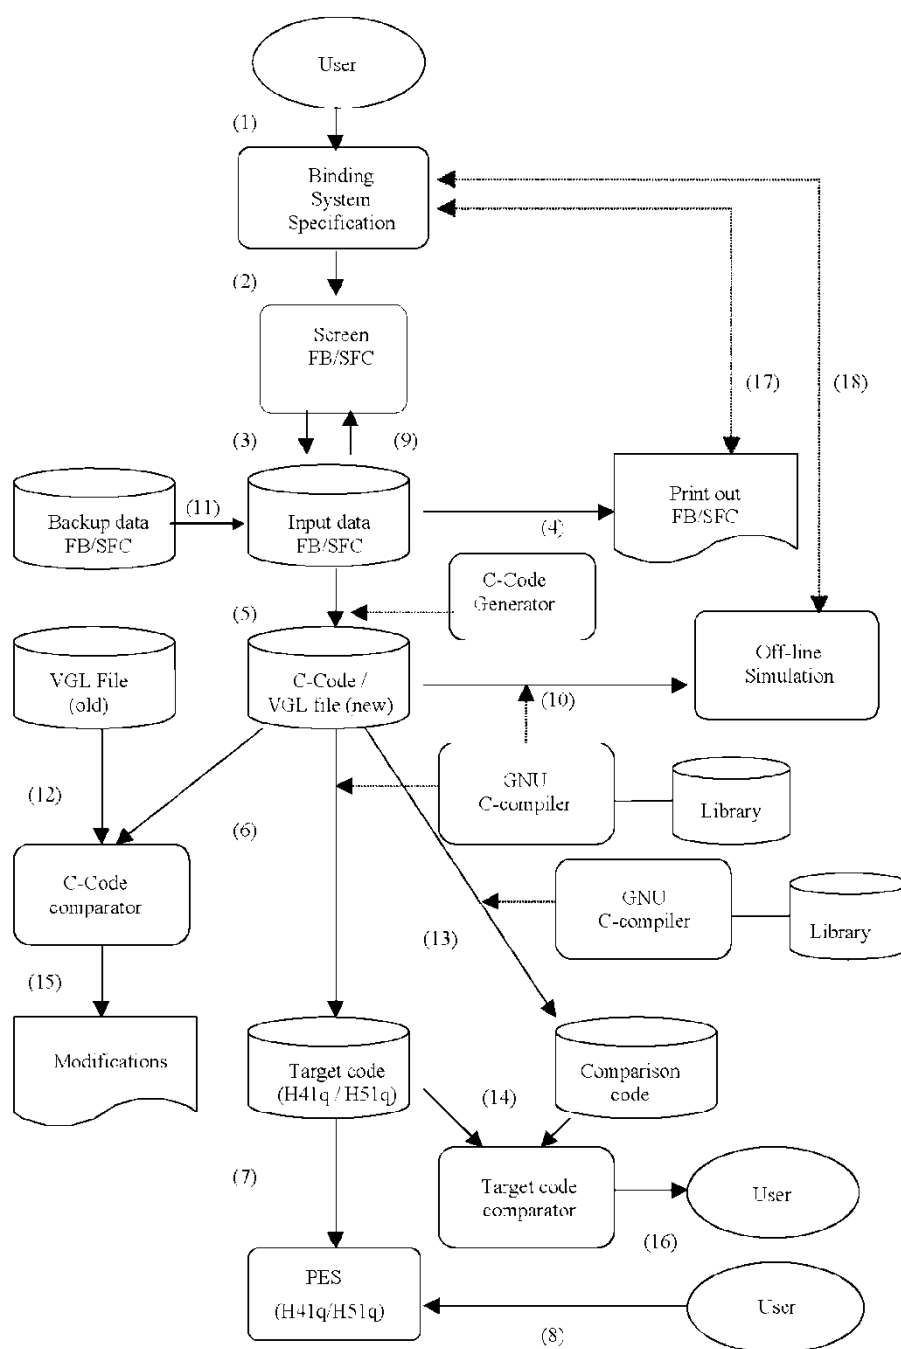 User
(1)
Binding
System
Specification
(2)
Screen
FB/SFC
(17)
(18)
(3)
(9)
Backup data
FB/SFC
(11)
Input data
FB/SFC
(4)
Print out
FB/SFC
(5)
C-Code
Generator
VGL File
(old)
C-Code /
VGL file (new)
(10)
Off-line
Simulation
(12)
(6)
GNU
C-compiler
Library
C-Code
comparator
(13)
GNU
C-compiler
Library
(15)
Modifications
Target code
(H41q / H51q)
(14)
Comparison
code
(7)
Target code
comparator
(16)
User
PES
(H41q/H51q)
(8)
User